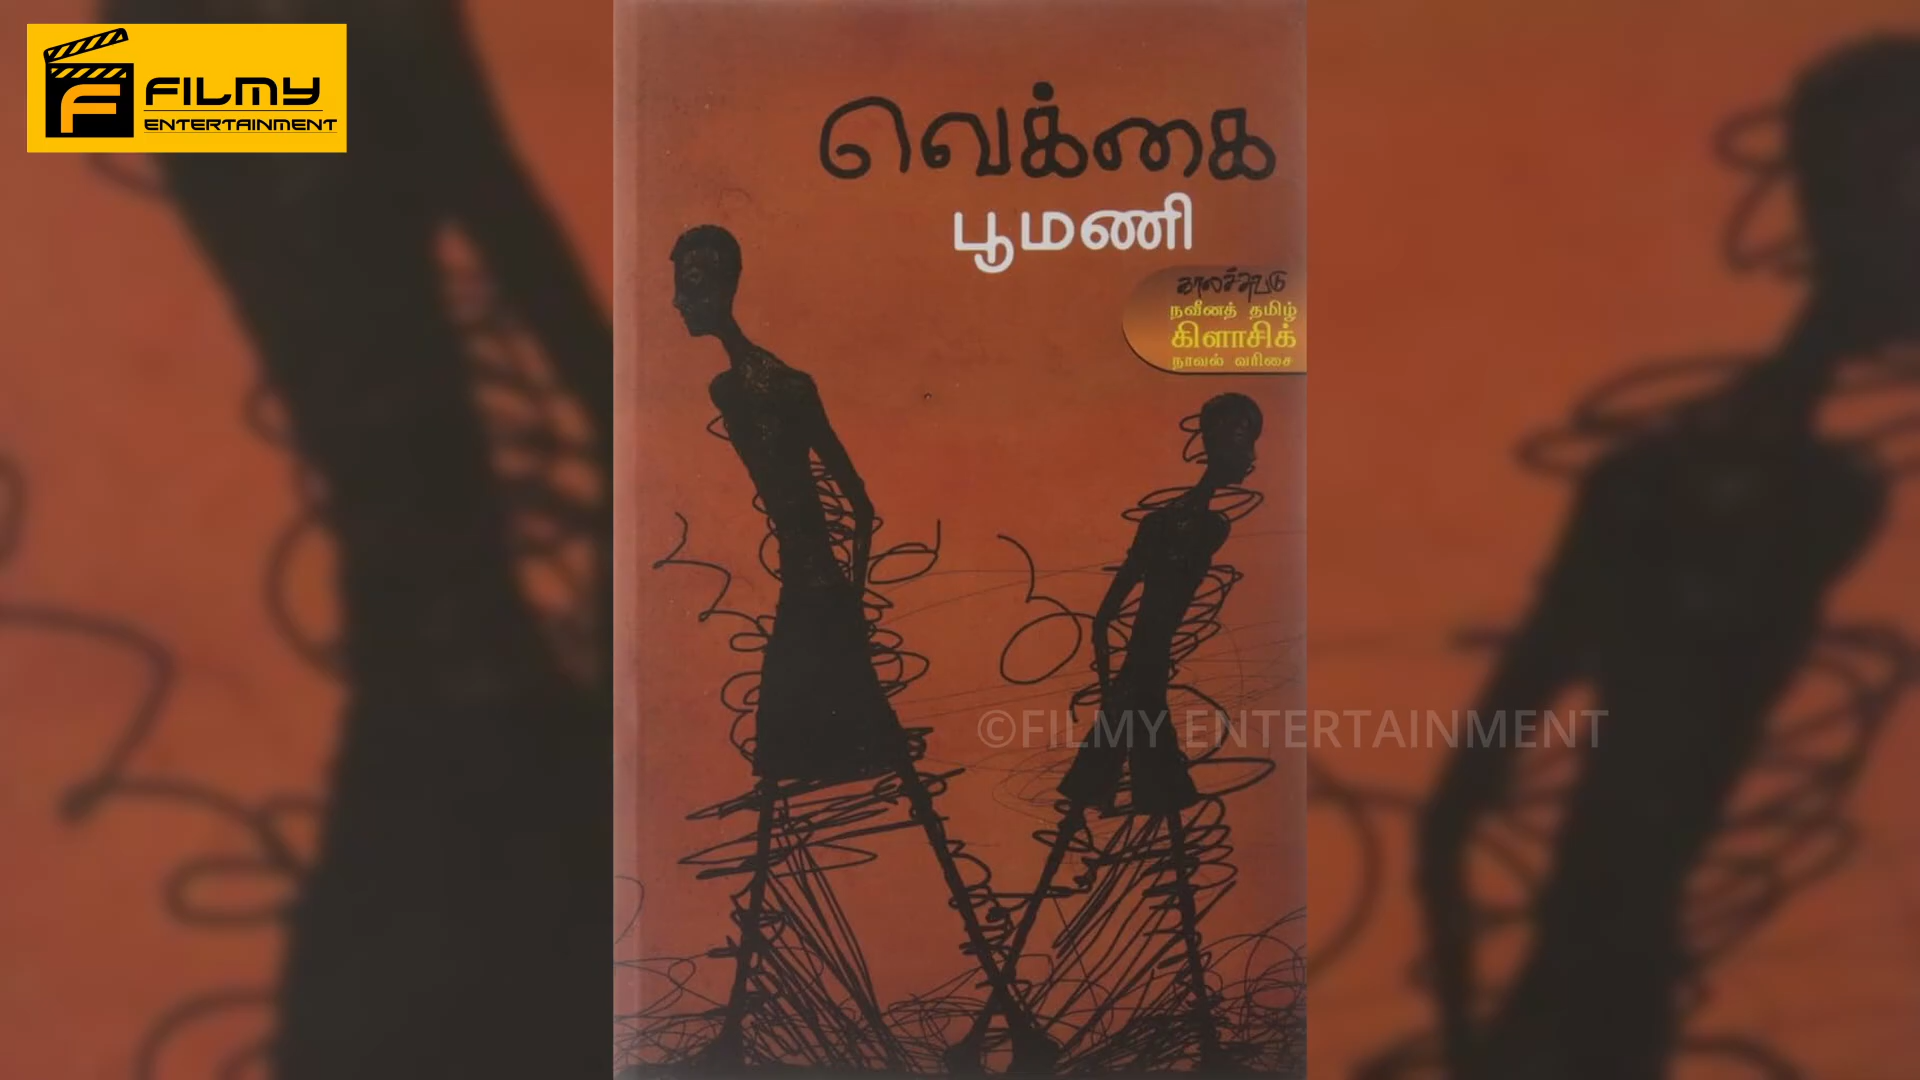 FILMY
ENTERTAINMENT
வெக்கை
பூமணி
காலச்சுவடு
நவீனத் தமிழ்
கிளாசிக்
நாவல் வரிசை
©FILMY ENTERTAINMENT